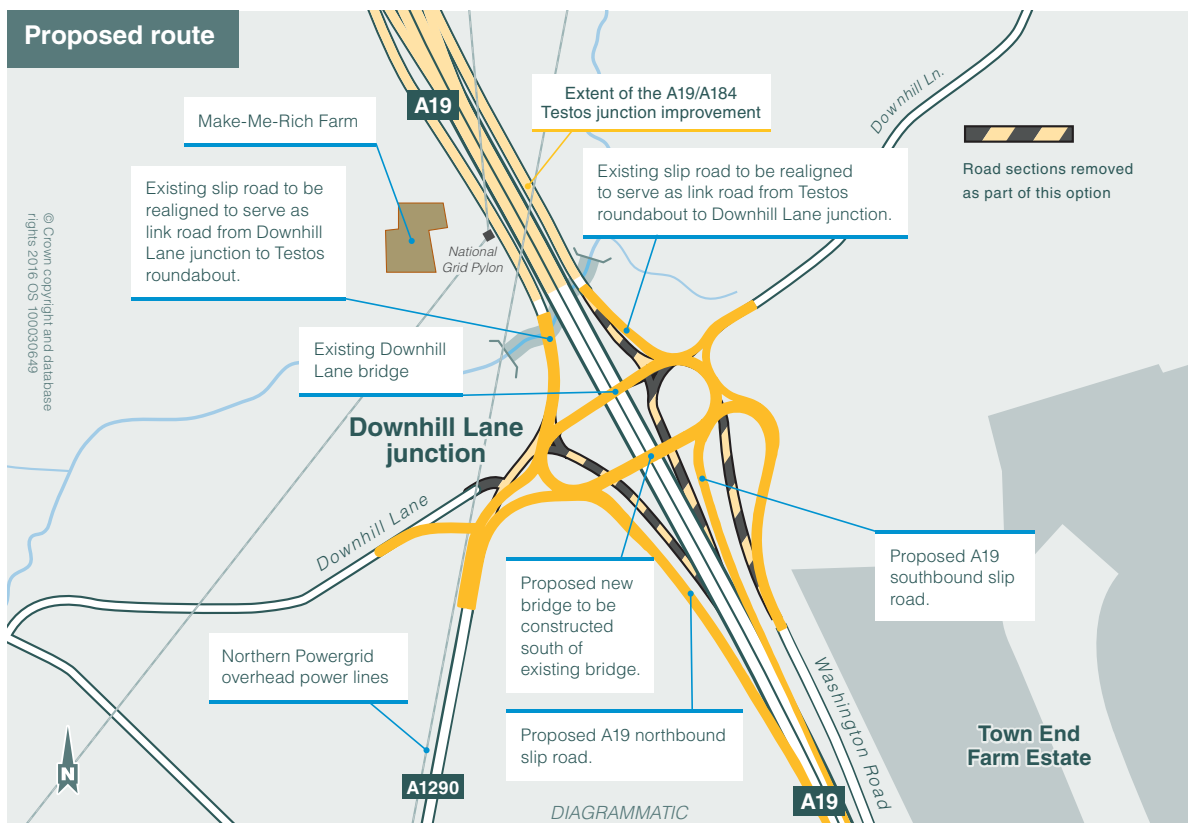 Proposed route
A19
Extent of the A19/A184
Testos junction improvement
Downhill Ln.
Make-Me-Rich Farm
Road sections removed
as part of this option
Existing slip road to be
realigned to serve as
link road from Downhill
Lane junction to Testos
roundabout.
Existing slip road to be realigned
to serve as link road from Testos
roundabout to Downhill Lane junction.
© Crown copyright and database
rights 2016 OS 100030649
National
Grid Pylon
Existing Downhill
Lane bridge
Downhill Lane
junction
Downhill Lane
Proposed A19
southbound slip
road.
Proposed new
bridge to be
constructed
south of
existing bridge.
Northern Powergrid
overhead power lines
Washington Road
Proposed A19 northbound
slip road.
Town End
Farm Estate
N
A1290
DIAGRAMMATIC
A19